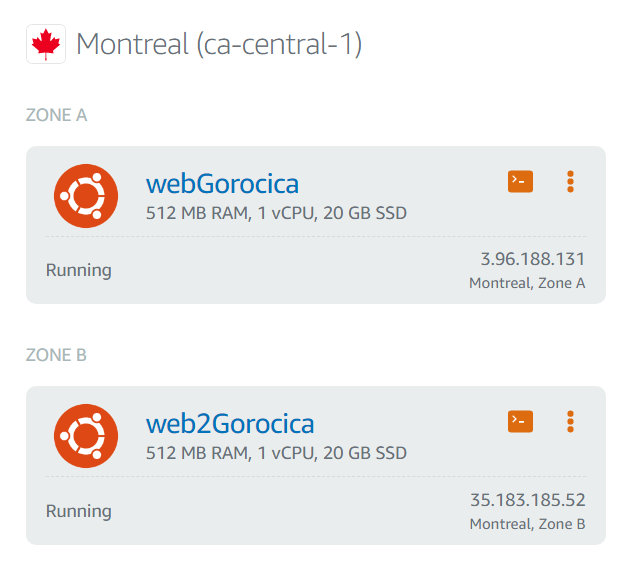 Montreal (ca-central-1)
ZONE A
webGorocica
512 MB RAM, 1 vCPU, 20 GB SSD
Running
3.96.188.131
Montreal, Zone A
ZONE B
web2Gorocica
512 MB RAM, 1 vCPU, 20 GB SSD
Running
35.183.185.52
Montreal, Zone B